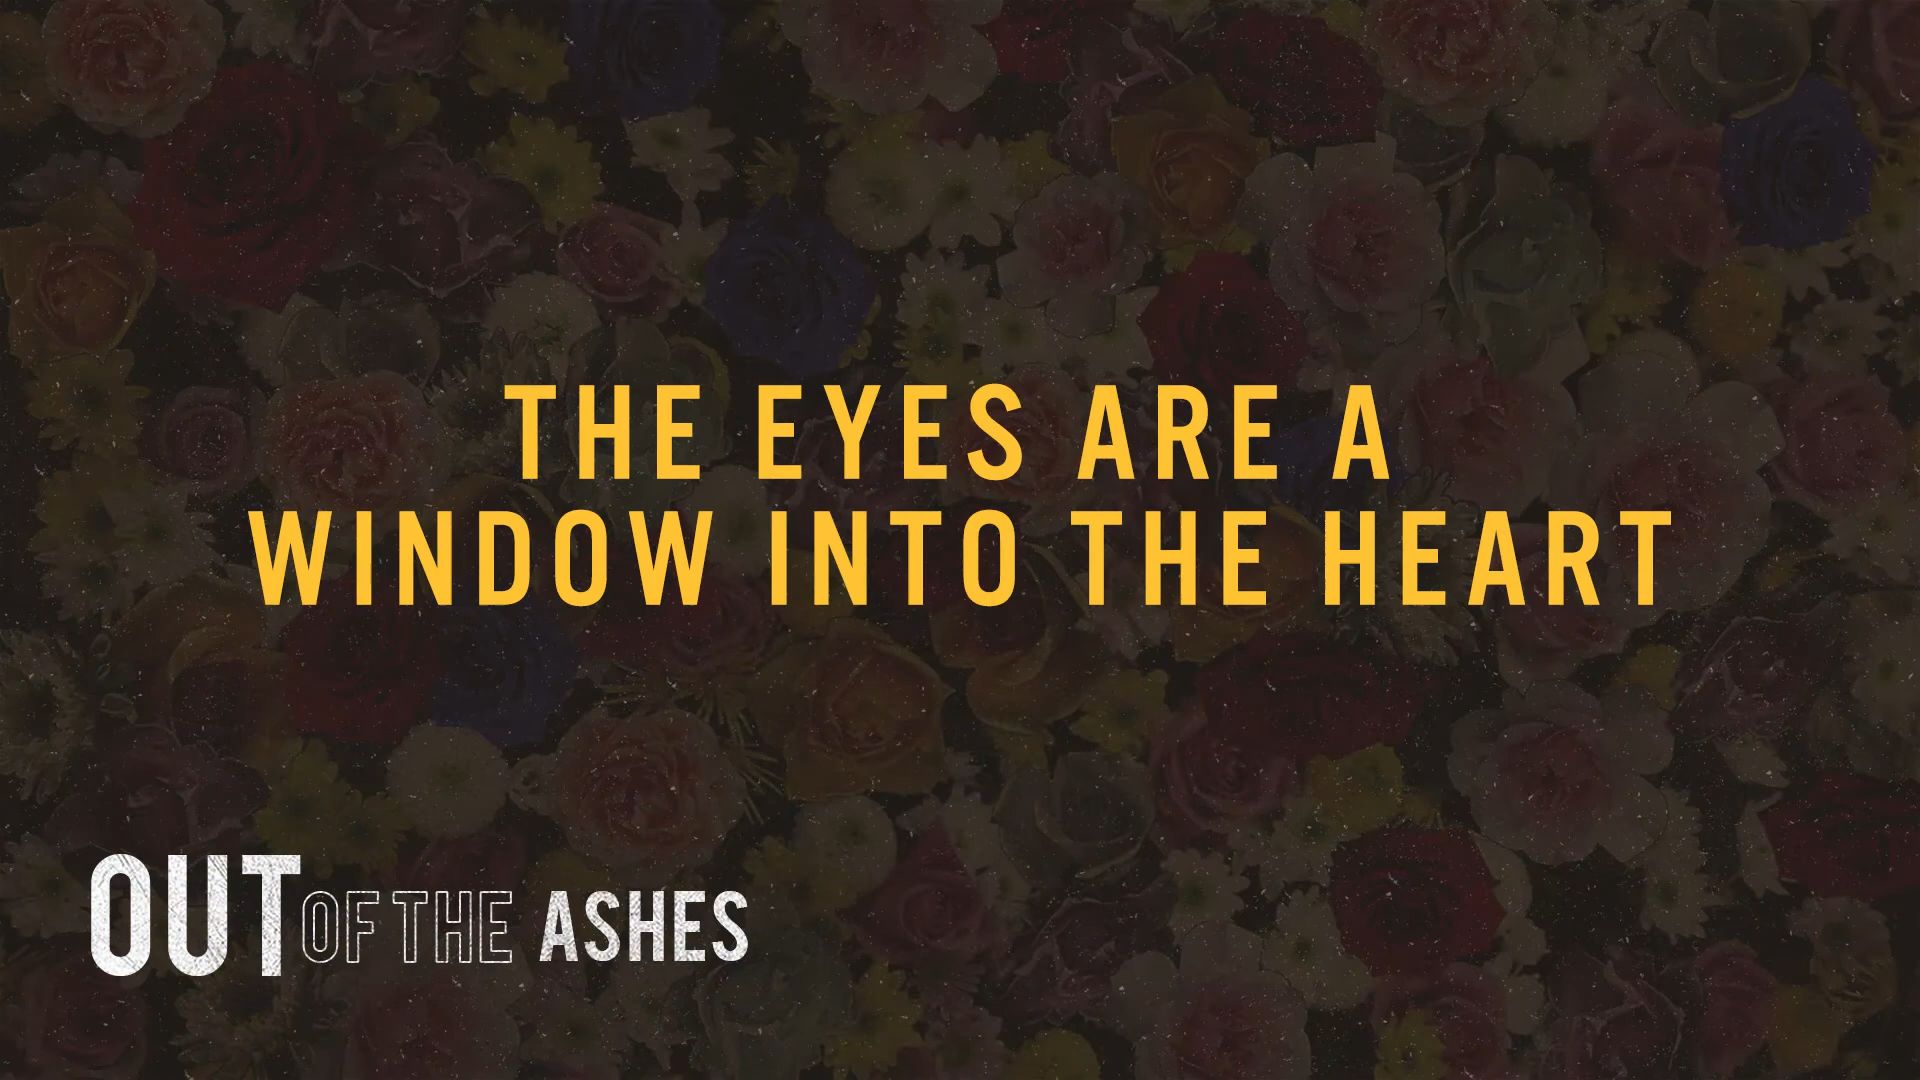 THE EYES ARE A
WINDOW INTO THE HEART
OUT OF THE ASHES